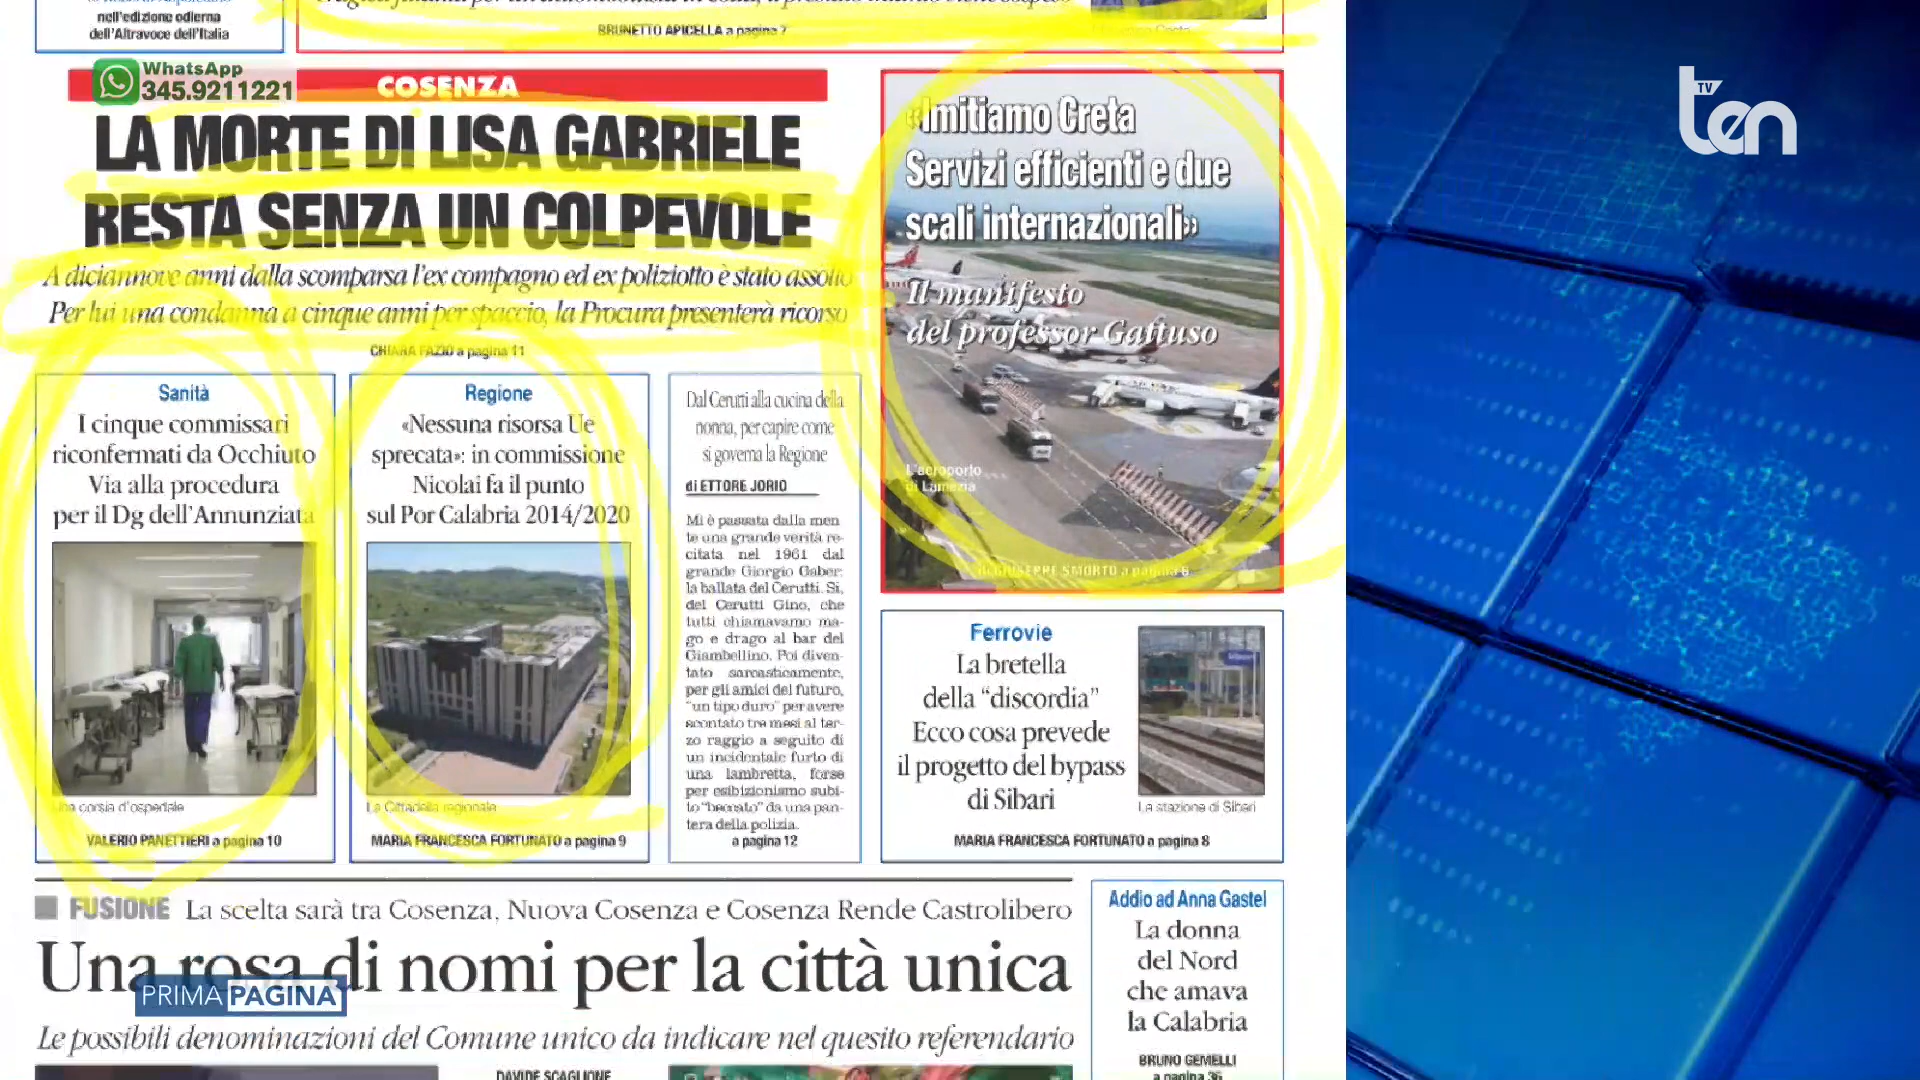 nell'edizione odierna
dell'Altravoce dell'Italia
BRUNETTO APICELLA a pagina 7
WhatsApp
345.9211221
COSENZA
LA MORTE DI LISA GABRIELE
RESTA SENZA UN COLPEVOLE
A diciannove anni dalla scomparsa l'ex compagno ed ex poliziotto è stato assolto
Per lui una condanna a cinque anni per spaccio, la Procura presenterà ricorso
CHIARA FAZIO a pagina 11
«Imitiamo Creta
Servizi efficienti e due
scali internazionali»
Il manifesto
del professor Gattuso
L'aeroporto
di Lamezia
di GIUSEPPE SMORTO a pagina 6
Sanità
I cinque commissari
riconfermati da Occhiuto
Via alla procedura
per il Dg dell'Annunziata
Una corsia d'ospedale
VALERIO PANETTIERI a pagina 10
Regione
«Nessuna risorsa Ue
sprecata»: in commissione
Nicolai fa il punto
sul Por Calabria 2014/2020
La Cittadella regionale
MARIA FRANCESCA FORTUNATO a pagina 9
Dal Cerutti alla cucina della
nonna, per capire come
si governa la Regione
di ETTORE JORIO
Mi è passata dalla men
te una grande verità re-
citata nel 1961 dal
grande Giorgio Gaber:
la ballata del Cerutti. Sì,
del Cerutti Gino, che
tutti chiamavamo ma-
go e drago al bar del
Giambellino. Poi diven-
tato sarcasticamente,
per gli amici del futuro,
"un tipo duro" per avere
scontato tre mesi al ter-
zo raggio a seguito di
un incidentale furto di
una lambretta, forse
per esibizionismo subi-
to "beccato" da una pan-
tera della polizia.
a pagina 12
Ferrovie
La bretella
della "discordia"
Ecco cosa prevede
il progetto del bypass
di Sibari
La stazione di Sibari
MARIA FRANCESCA FORTUNATO a pagina 8
FUSIONE La scelta sarà tra Cosenza, Nuova Cosenza e Cosenza Rende Castrolibero
Una rosa di nomi per la città unica
Le possibili denominazioni del Comune unico da indicare nel quesito referendario
DAVIDE SCAGLIONE
Addio ad Anna Gastel
La donna
del Nord
che amava
la Calabria
BRUNO GEMELLI
a pagina 36
PRIMA PAGINA
TV
ten